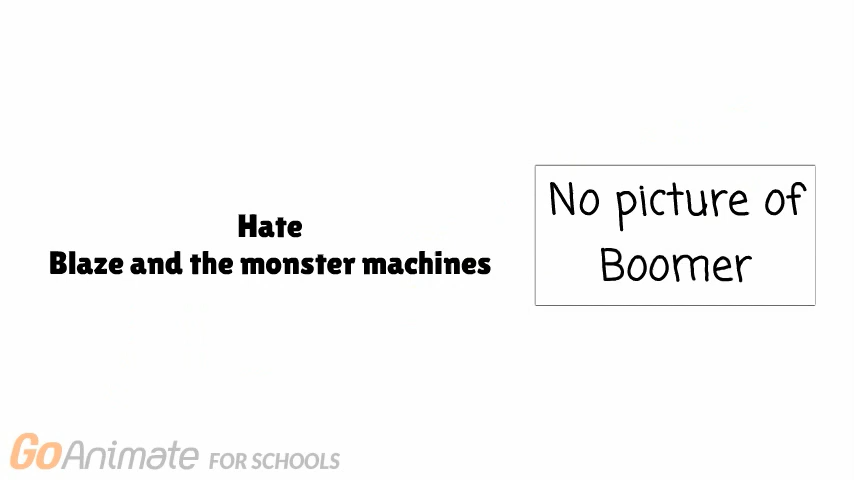 Hate
Blaze and the monster machines
No picture of
Boomer
GoAnimate FOR SCHOOLS